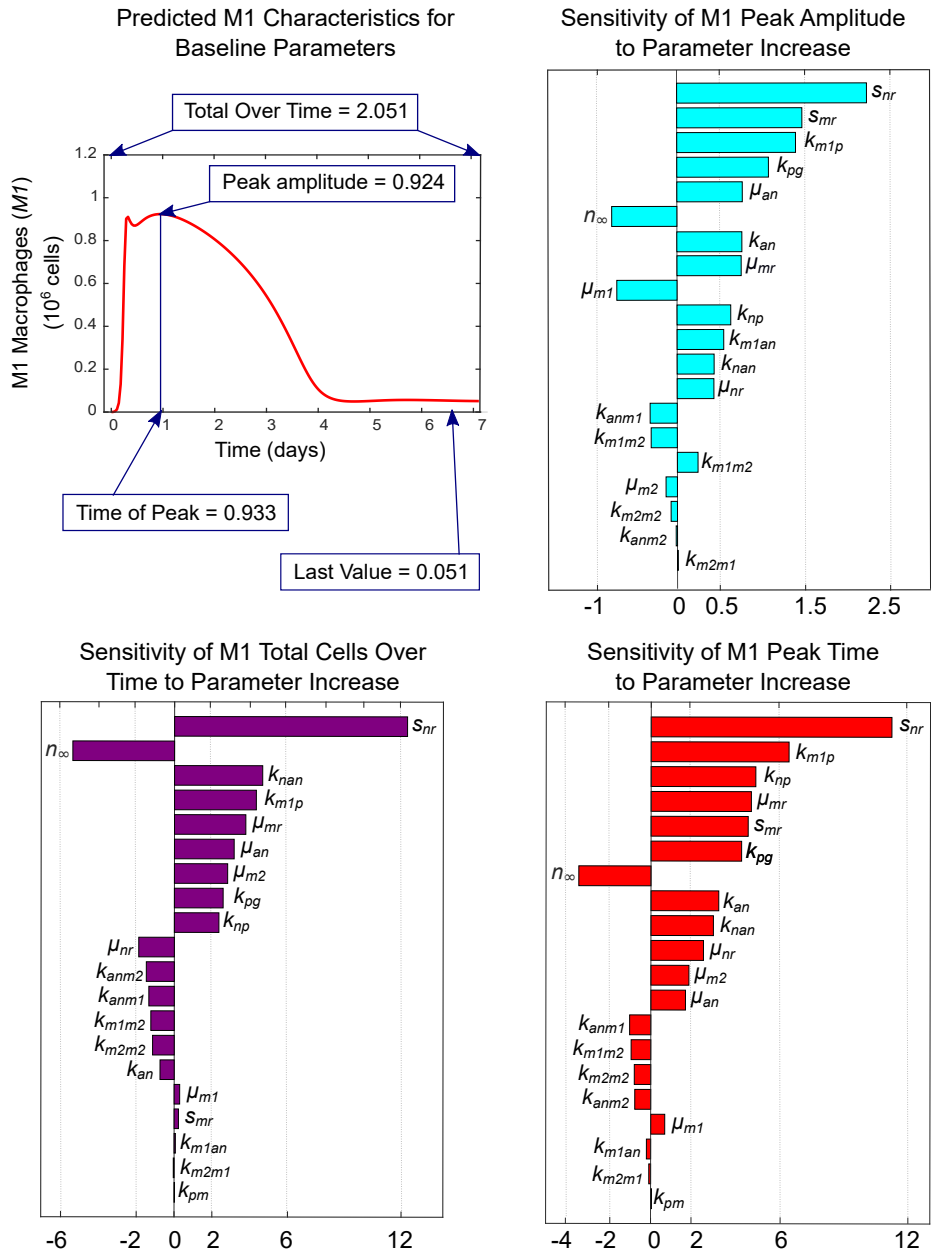 Predicted M1 Characteristics for
Baseline Parameters
Total Over Time = 2.051
Peak amplitude = 0.924
M1 Macrophages (M1)
(10⁶ cells)
1.2
1
0.8
0.6
0.4
0.2
0
0 1 2 3 4 5 6 7
Time (days)
Time of Peak = 0.933
Last Value = 0.051
Sensitivity of M1 Peak Amplitude
to Parameter Increase
s_nr
s_mr
k_m1p
k_pg
μ_an
n_∞
k_an
μ_mr
μ_m1
k_np
k_m1an
k_nan
μ_nr
k_anm1
k_m1m2
k_m1m2
μ_m2
k_m2m2
k_anm2
k_m2m1
-1 0 0.5 1.5 2.5
Sensitivity of M1 Total Cells Over
Time to Parameter Increase
s_nr
n_∞
k_nan
k_m1p
μ_mr
μ_an
μ_m2
k_pg
k_np
μ_nr
k_anm2
k_anm1
k_m1m2
k_m2m2
k_an
μ_m1
s_mr
k_m1an
k_m2m1
k_pm
-6 -2 0 2 6 12
Sensitivity of M1 Peak Time
to Parameter Increase
s_nr
k_m1p
k_np
μ_mr
s_mr
k_pg
n_∞
k_an
k_nan
μ_nr
μ_m2
μ_an
k_anm1
k_m1m2
k_m2m2
k_anm2
μ_m1
k_m1an
k_m2m1
k_pm
-4 -2 0 2 6 12